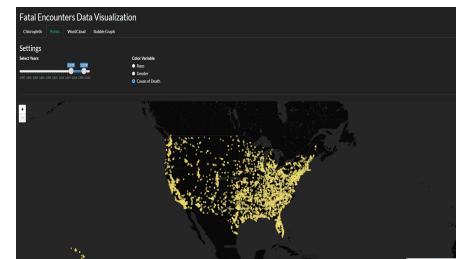 Fatal Encounters Data Visualization
Choropleth Points WordCloud Bubble Graph
Settings
Select Years
Color Variable
Race
Gender
Cause of Death